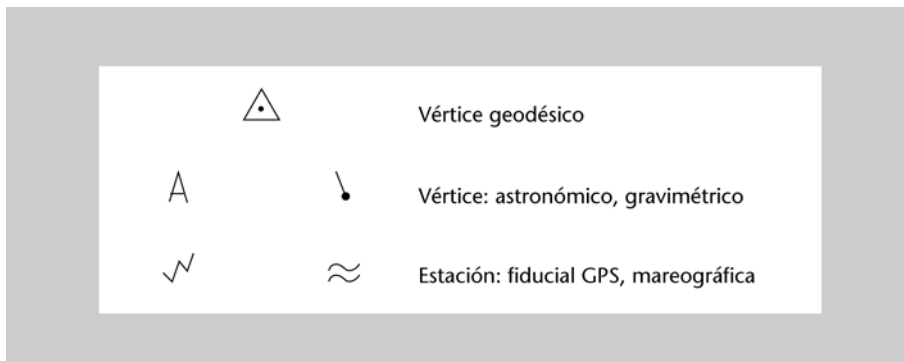 Vértice geodésico
Vértice: astronómico, gravimétrico
Estación: fiducial GPS, mareográfica